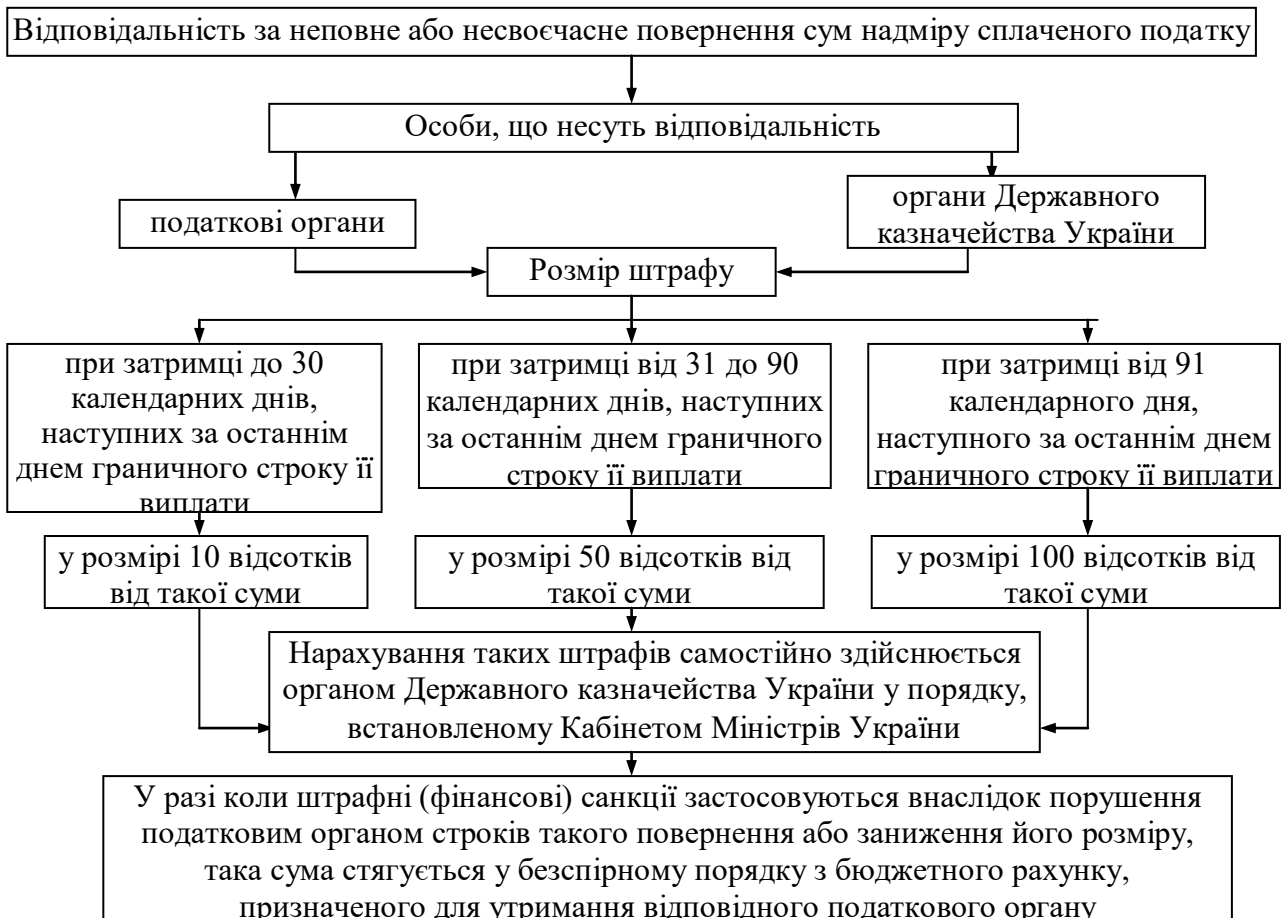 Відповідальність за неповне або несвоєчасне повернення сум надміру сплаченого податку
Особи, що несуть відповідальність
податкові органи
органи Державного
казначейства України
Розмір штрафу
при затримці до 30
календарних днів,
наступних за останнім
днем граничного строку її
виплати
при затримці від 31 до 90
календарних днів, наступних
за останнім днем граничного
строку її виплати
при затримці від 91
календарного дня,
наступного за останнім днем
граничного строку її виплати
у розмірі 10 відсотків
від такої суми
у розмірі 50 відсотків від
такої суми
у розмірі 100 відсотків від
такої суми
Нарахування таких штрафів самостійно здійснюється
органом Державного казначейства України у порядку,
встановленому Кабінетом Міністрів України
У разі коли штрафні (фінансові) санкції застосовуються внаслідок порушення
податковим органом строків такого повернення або заниження його розміру,
така сума стягується у безспірному порядку з бюджетного рахунку,
призначеного для утримання відповідного податкового органу